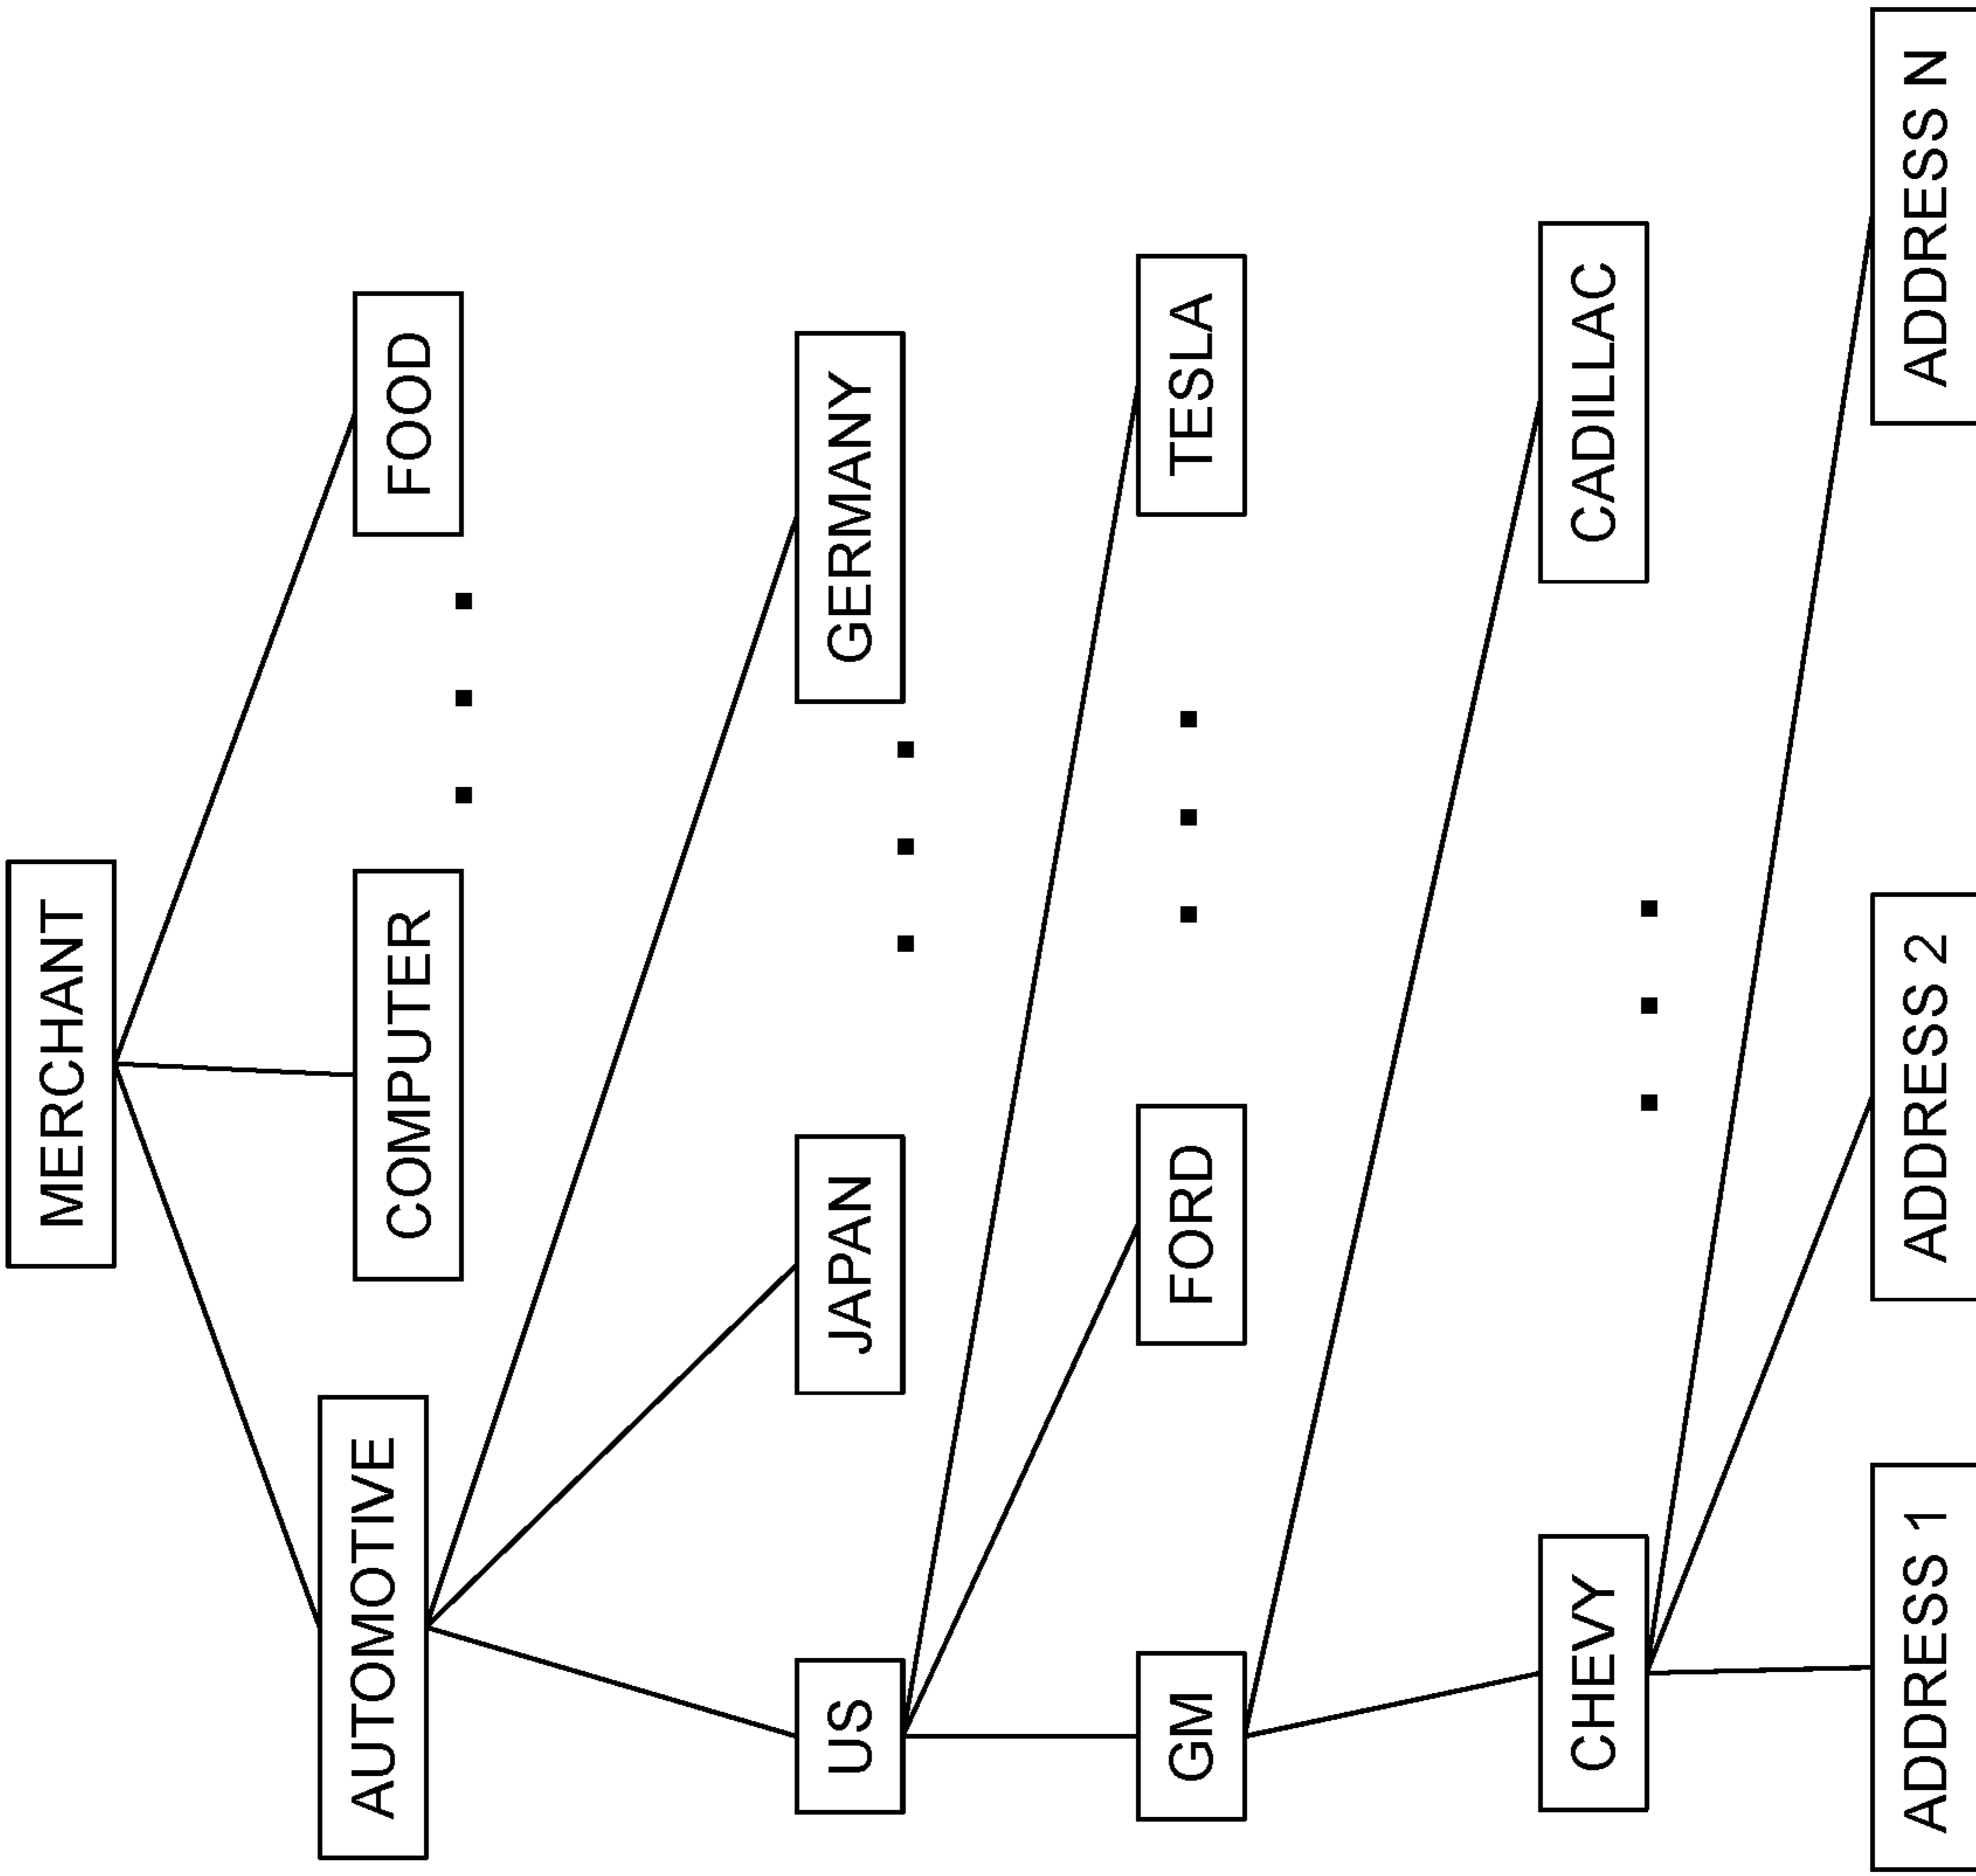 MERCHANT
AUTOMOTIVE
COMPUTER
FOOD
US
JAPAN
GERMANY
GM
FORD
TESLA
CHEVY
CADILLAC
ADDRESS 1
ADDRESS 2
ADDRESS N